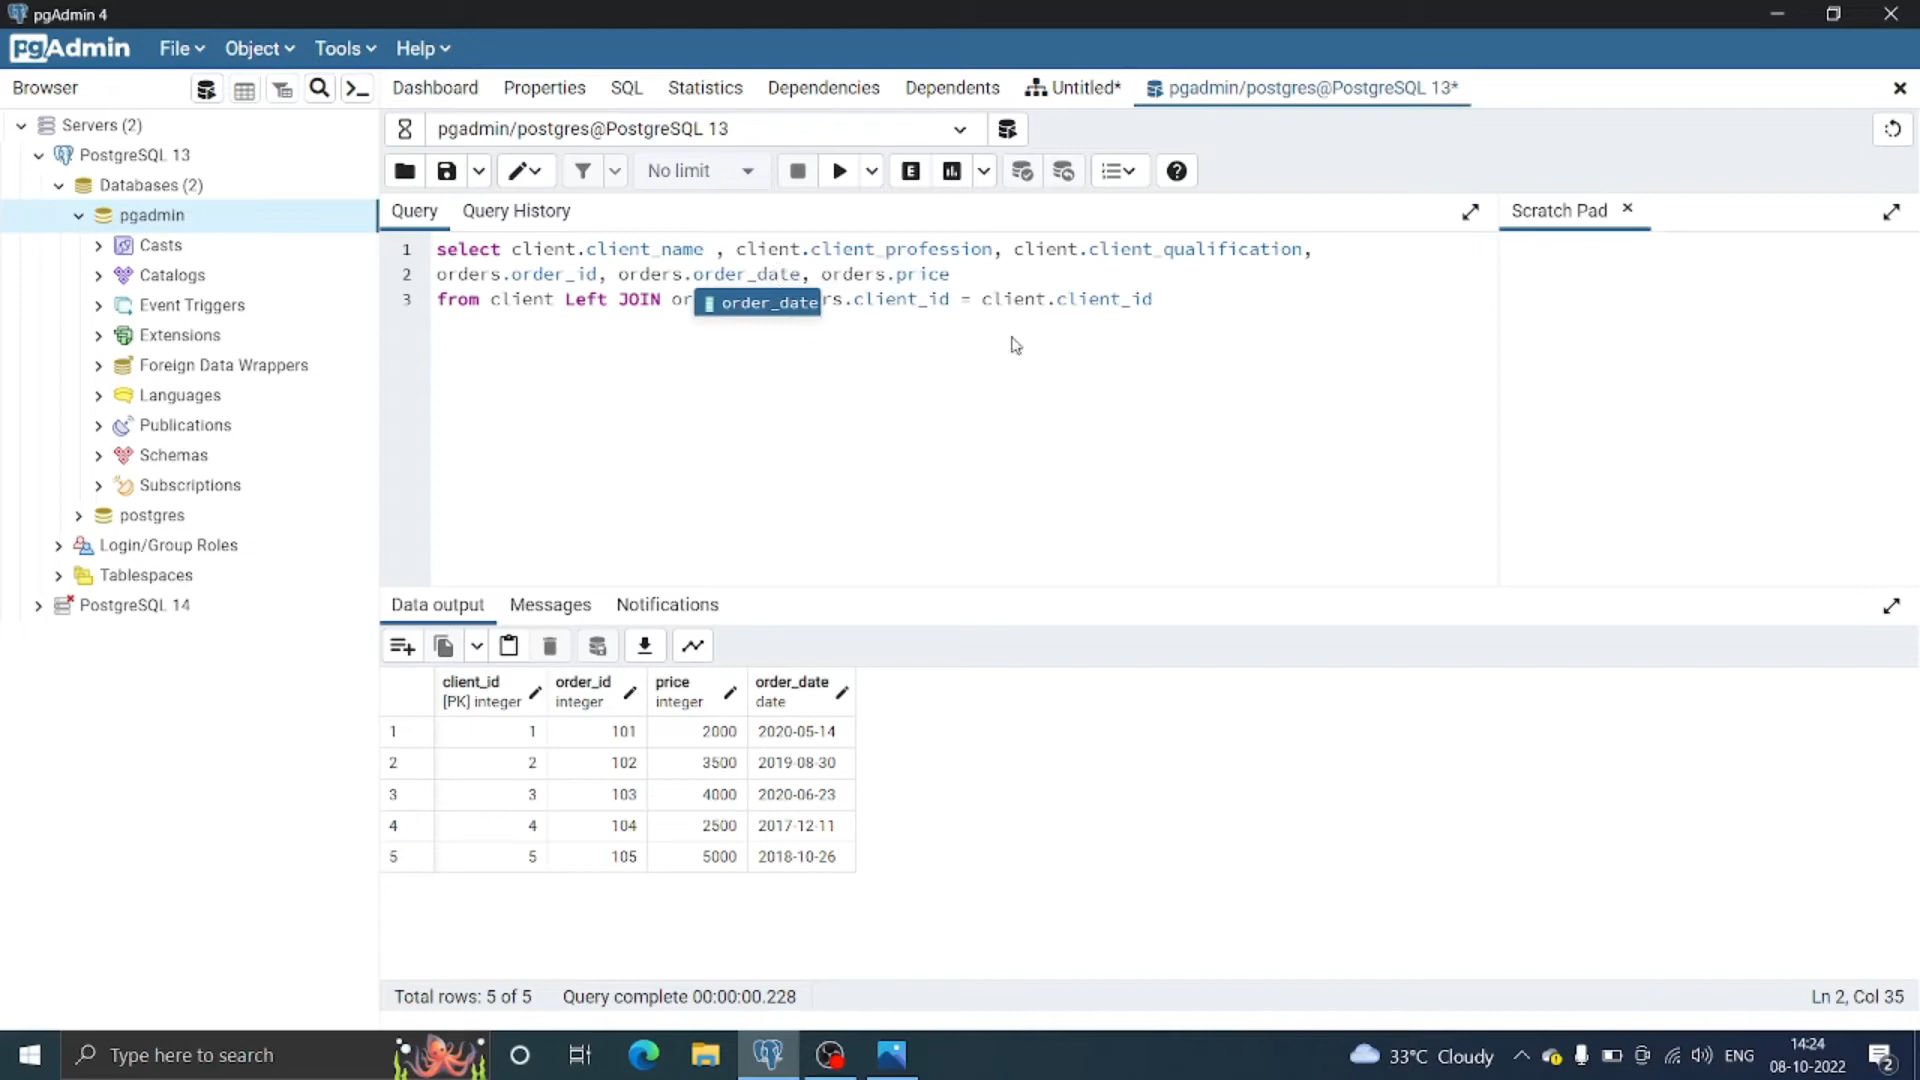 pgAdmin 4
pgAdmin File Object Tools Help
Browser Dashboard Properties SQL Statistics Dependencies Dependents Untitled* pgadmin/postgres@PostgreSQL 13*
Servers (2)
PostgreSQL 13
Databases (2)
pgadmin
Casts
Catalogs
Event Triggers
Extensions
Foreign Data Wrappers
Languages
Publications
Schemas
Subscriptions
postgres
Login/Group Roles
Tablespaces
PostgreSQL 14
pgadmin/postgres@PostgreSQL 13
No limit E
Query Query History Scratch Pad
1 select client.client_name , client.client_profession, client.client_qualification,
2 orders.order_id, orders.order_date, orders.price
3 from client Left JOIN or order_date rs.client_id = client.client_id
Data output Messages Notifications
client_id order_id price order_date
[PK] integer integer integer date
1 1 101 2000 2020-05-14
2 2 102 3500 2019-08-30
3 3 103 4000 2020-06-23
4 4 104 2500 2017-12-11
5 5 105 5000 2018-10-26
Total rows: 5 of 5 Query complete 00:00:00.228 Ln 2, Col 35
Type here to search 33°C Cloudy ENG 14:24
08-10-2022 2